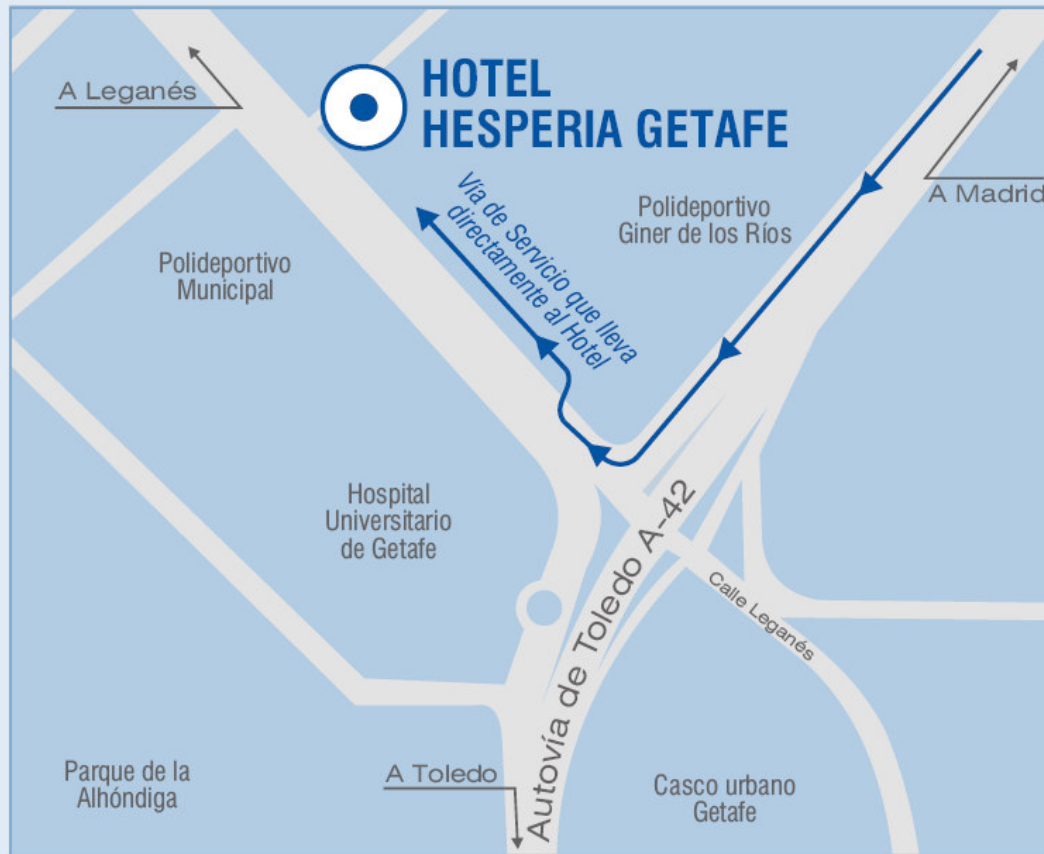 HOTEL
HESPERIA GETAFE
A Leganés
A Madrid
Vía de Servicio que lleva
directamente al Hotel
Polideportivo
Giner de los Ríos
Polideportivo
Municipal
Hospital
Universitario
de Getafe
Autovía de Toledo A-42
Calle Leganés
Parque de la
Alhóndiga
A Toledo
Casco urbano
Getafe